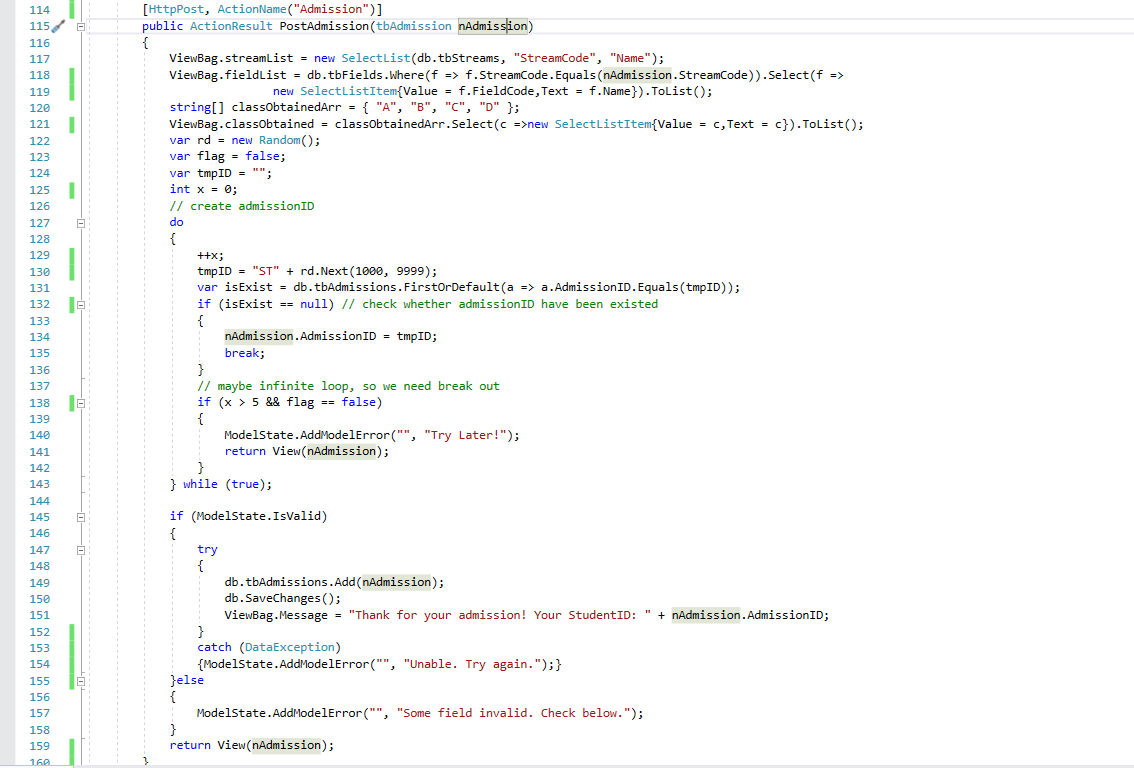 114 [HttpPost, ActionName("Admission")]
115 public ActionResult PostAdmission(tbAdmission nAdmission)
116 {
117 ViewBag.streamList = new SelectList(db.tbStreams, "StreamCode", "Name");
118 ViewBag.fieldList = db.tbFields.Where(f => f.StreamCode.Equals(nAdmission.StreamCode)).Select(f =>
119 new SelectListItem{Value = f.FieldCode,Text = f.Name}).ToList();
120 string[] classObtainedArr = { "A", "B", "C", "D" };
121 ViewBag.classObtained = classObtainedArr.Select(c =>new SelectListItem{Value = c,Text = c}).ToList();
122 var rd = new Random();
123 var flag = false;
124 var tmpID = "";
125 int x = 0;
126 // create admissionID
127 do
128 {
129 ++x;
130 tmpID = "ST" + rd.Next(1000, 9999);
131 var isExist = db.tbAdmissions.FirstOrDefault(a => a.AdmissionID.Equals(tmpID));
132 if (isExist == null) // check whether admissionID have been existed
133 {
134 nAdmission.AdmissionID = tmpID;
135 break;
136 }
137 // maybe infinite loop, so we need break out
138 if (x > 5 && flag == false)
139 {
140 ModelState.AddModelError("", "Try Later!");
141 return View(nAdmission);
142 }
143 } while (true);
144
145 if (ModelState.IsValid)
146 {
147 try
148 {
149 db.tbAdmissions.Add(nAdmission);
150 db.SaveChanges();
151 ViewBag.Message = "Thank for your admission! Your StudentID: " + nAdmission.AdmissionID;
152 }
153 catch (DataException)
154 {ModelState.AddModelError("", "Unable. Try again.");}
155 }else
156 {
157 ModelState.AddModelError("", "Some field invalid. Check below.");
158 }
159 return View(nAdmission);
160 }